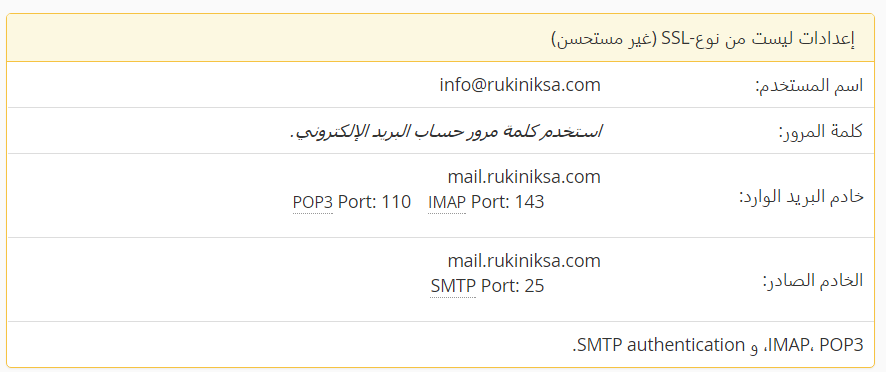 إعدادات ليست من نوع-SSL (غير مستحسن)
اسم المستخدم: info@rukiniksa.com
كلمة المرور: استخدم كلمة مرور حساب البريد الإلكتروني.
خادم البريد الوارد: mail.rukiniksa.com
IMAP Port: 143 POP3 Port: 110
الخادم الصادر: mail.rukiniksa.com
SMTP Port: 25
IMAP، POP3، و SMTP authentication.